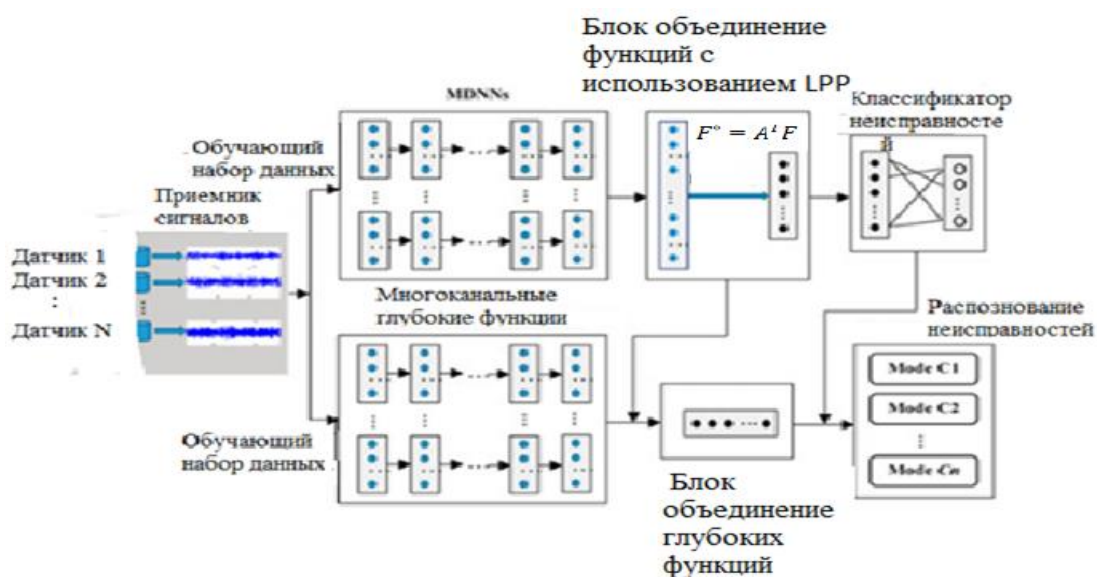 Блок объединение
функций с
использованием LPP
MDNNs
Классификатор
неисправносте
й
F° = AᵗF
Обучающий
набор данных
Приемник
сигналов
Датчик 1
Датчик 2
:
Датчик N
Многоканальные
глубокие функции
Распознование
неисправностей
Mode C1
Mode C2
Mode Cn
Обучающий
набор данных
Блок
объединение
глубоких
функций